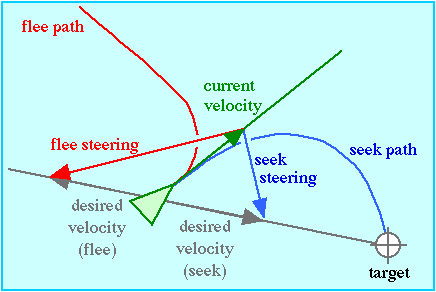 flee path
current
velocity
flee steering
seek path
seek
steering
desired
velocity
(flee)
desired
velocity
(seek)
target